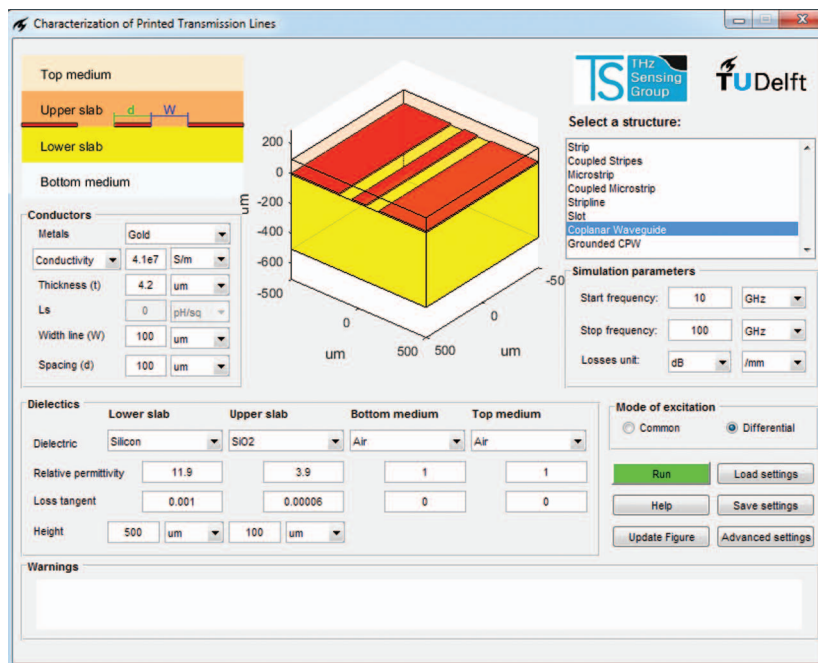 Characterization of Printed Transmission Lines
Top medium
Upper slab
d
W
Lower slab
Bottom medium
um
200
0
-200
-400
-600
-500
0
500
um
500
0
-50
um
TS
THz
Sensing
Group
TUDelft
Select a structure:
Strip
Coupled Stripes
Microstrip
Coupled Microstrip
Stripline
Slot
Coplanar Waveguide
Grounded CPW
Conductors
Metals Gold
Conductivity 4.1e7 S/m
Thickness (t) 4.2 um
Ls 0 pH/sq
Width line (W) 100 um
Spacing (d) 100 um
Simulation parameters
Start frequency: 10 GHz
Stop frequency: 100 GHz
Losses unit: dB /mm
Dielectics
Lower slab Upper slab Bottom medium Top medium
Dielectric Silicon SiO2 Air Air
Relative permittivity 11.9 3.9 1 1
Loss tangent 0.001 0.00006 0 0
Height 500 um 100 um
Mode of excitation
Common Differential
Run Load settings
Help Save settings
Update Figure Advanced settings
Warnings